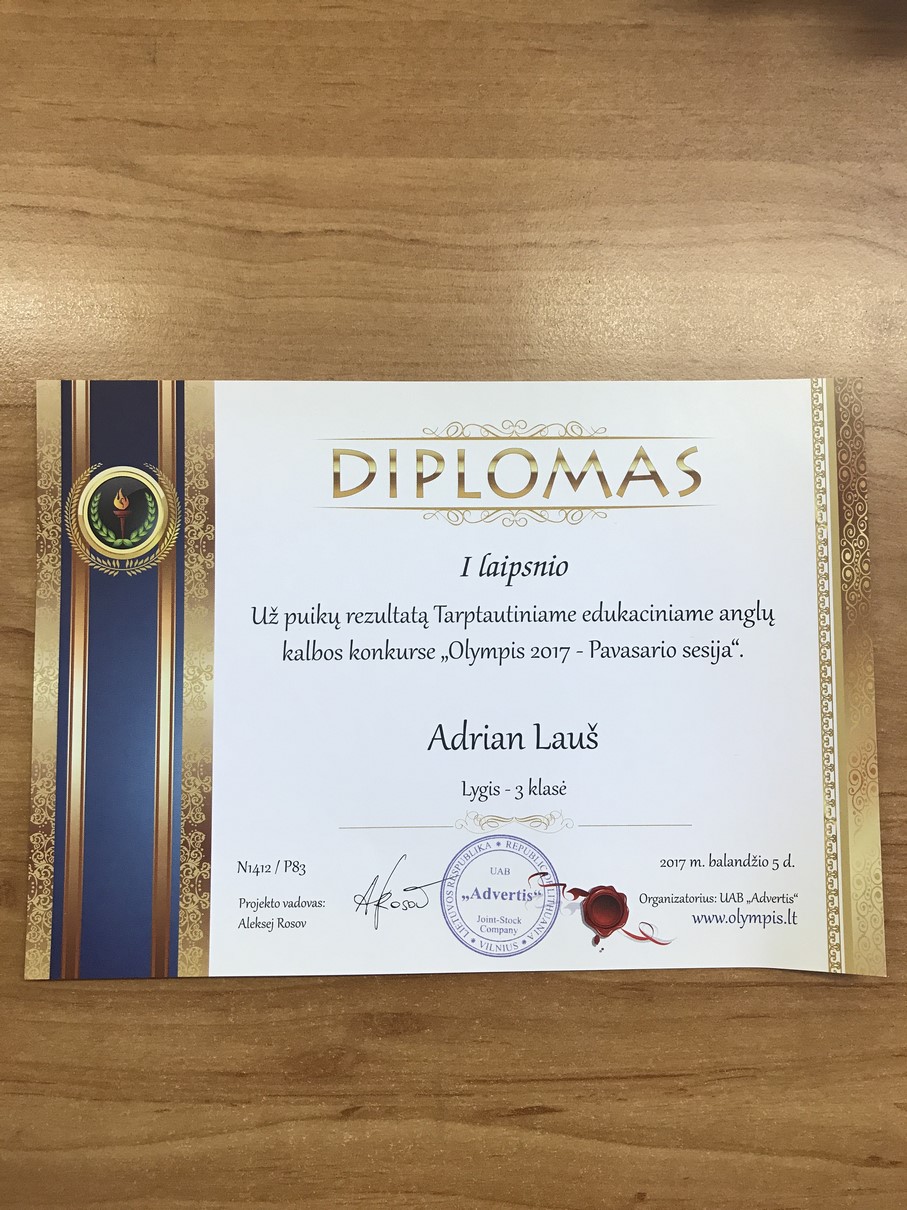 DIPLOMAS
I laipsnio
Už puikų rezultatą Tarptautiniame edukaciniame anglų
kalbos konkurse „Olympis 2017 - Pavasario sesija“.
Adrian Lauš
Lygis - 3 klasė
N1412 / P83
Projekto vadovas:
Aleksej Rosov
ARosov
LIETUVOS RESPUBLIKA * REPUBLIC OF LITHUANIA
UAB
„Advertis“
Joint-Stock
Company
* VILNIUS *
2017 m. balandžio 5 d.
Organizatorius: UAB „Advertis“
www.olympis.lt